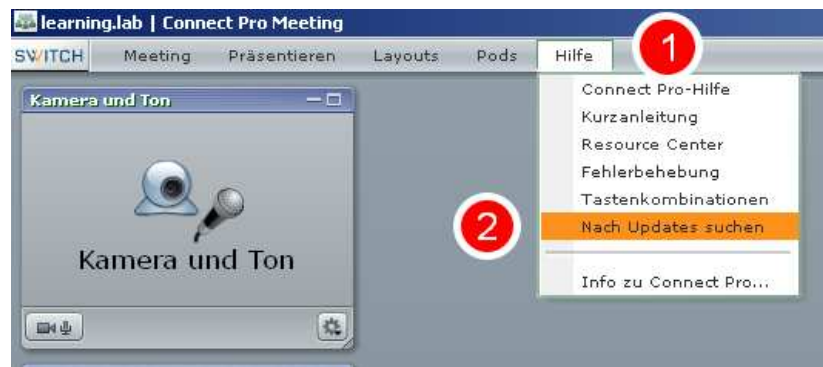 learning.lab | Connect Pro Meeting
SWITCH Meeting Präsentieren Layouts Pods Hilfe
1
Kamera und Ton
Connect Pro-Hilfe
Kurzanleitung
Resource Center
Fehlerbehebung
Tastenkombinationen
2
Nach Updates suchen
Kamera und Ton
Info zu Connect Pro...